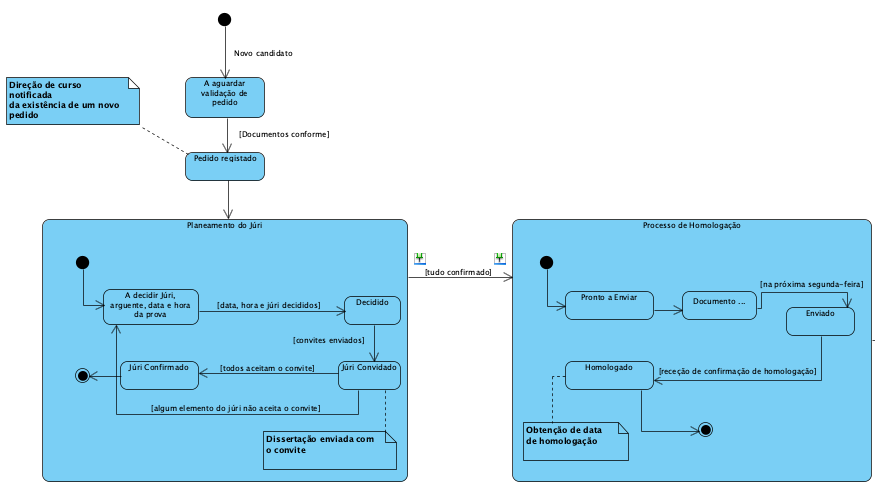 Novo candidato
Direção de curso
notificada
da existência de um novo
pedido
A aguardar
validação de
pedido
[Documentos conforme]
Pedido registado
Planeamento do Júri
A decidir Júri,
arguente, data e hora
da prova
[data, hora e júri decididos]
Decidido
[convites enviados]
Júri Confirmado
[todos aceitam o convite]
Júri Convidado
[algum elemento do júri não aceita o convite]
Dissertação enviada com
o convite
[tudo confirmado]
Processo de Homologação
Pronto a Enviar
Documento ...
[na próxima segunda-feira]
Enviado
Homologado
[receção de confirmação de homologação]
Obtenção de data
de homologação